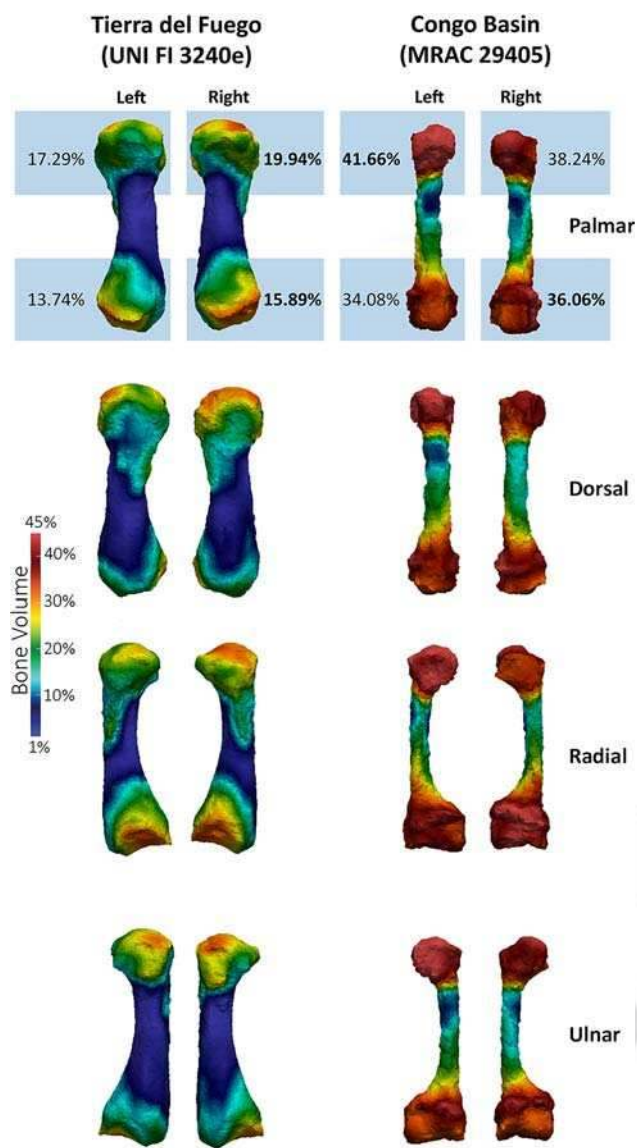 Tierra del Fuego
(UNI FI 3240e)
Congo Basin
(MRAC 29405)
Left
Right
Left
Right
17.29%
19.94%
41.66%
38.24%
Palmar
13.74%
15.89%
34.08%
36.06%
Dorsal
45%
40%
30%
20%
10%
1%
Bone Volume
Radial
Ulnar